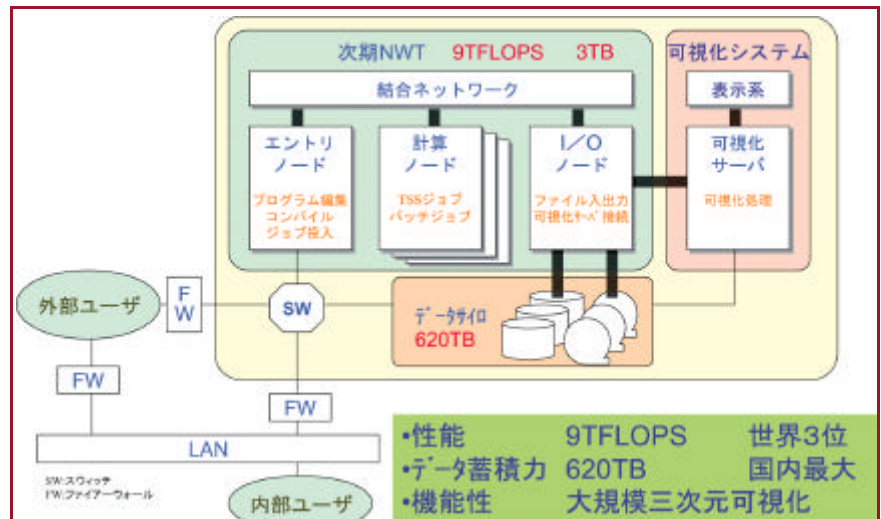 次期NWT 9TFLOPS 3TB
可視化システム
結合ネットワーク
表示系
エントリ
ノード
プログラム編集
コンパイル
ジョブ投入
計算
ノード
TSSジョブ
バッチジョブ
I/O
ノード
ファイル入出力
可視化サーバ接続
可視化
サーバ
可視化処理
外部ユーザ
F
W
SW
データサイロ
620TB
FW
FW
LAN
SW:スウィッチ
FW:ファイアーウォール
内部ユーザ
•性能 9TFLOPS 世界3位
•データ蓄積力 620TB 国内最大
•機能性 大規模三次元可視化